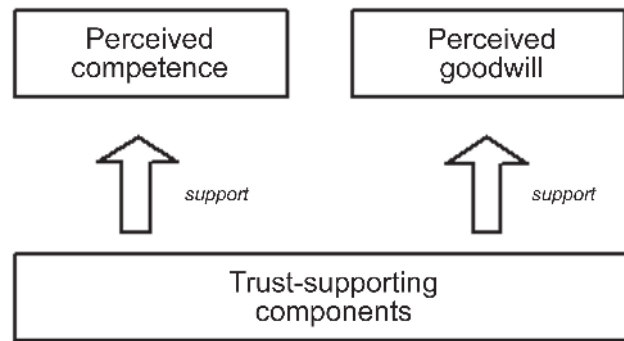 Perceived
competence
Perceived
goodwill
support
support
Trust-supporting
components